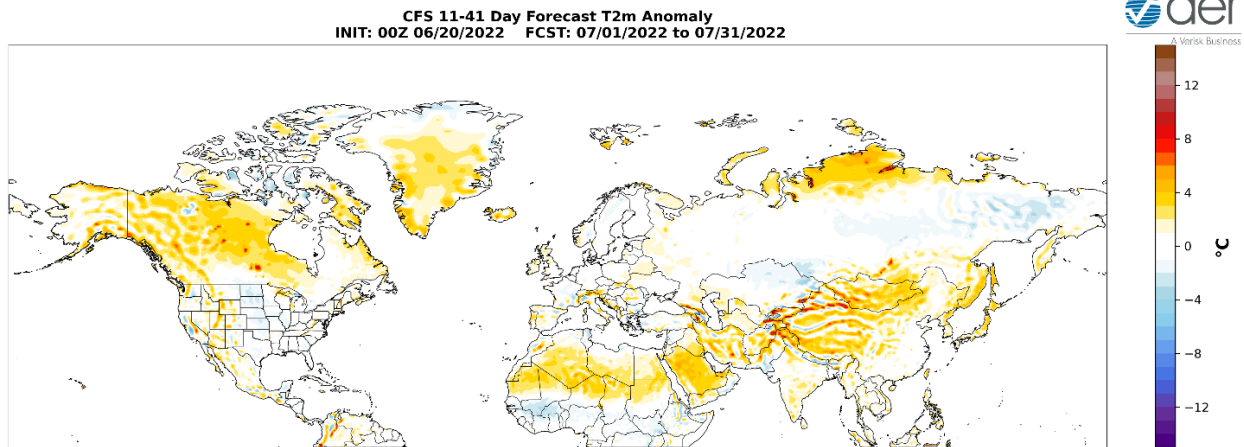 CFS 11-41 Day Forecast T2m Anomaly
INIT: 00Z 06/20/2022 FCST: 07/01/2022 to 07/31/2022
aer
A Verisk Business
12
8
4
0
−4
−8
−12
°C